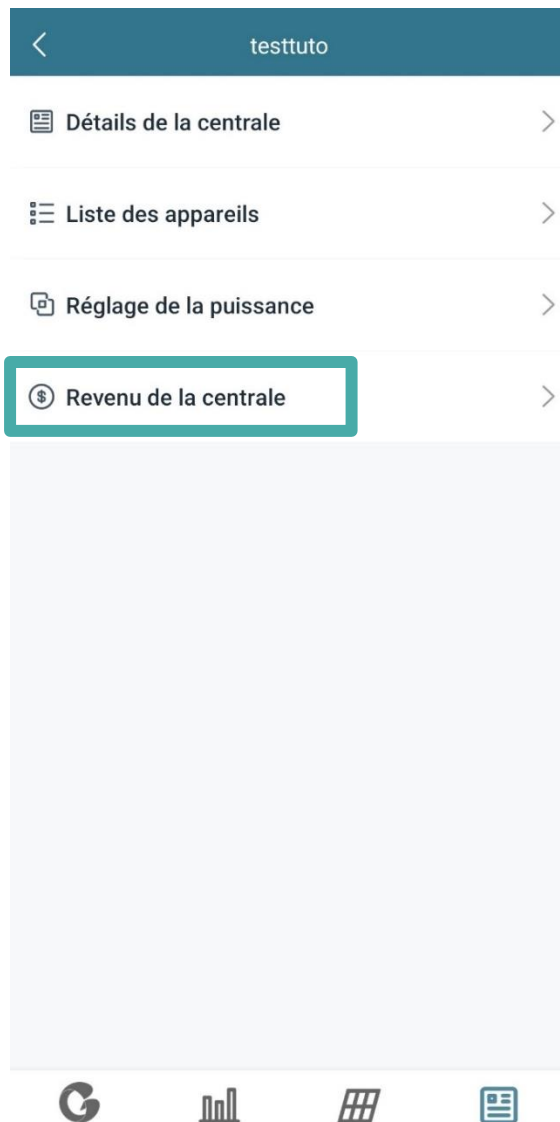 testtuto
Détails de la centrale
Liste des appareils
Réglage de la puissance
Revenu de la centrale